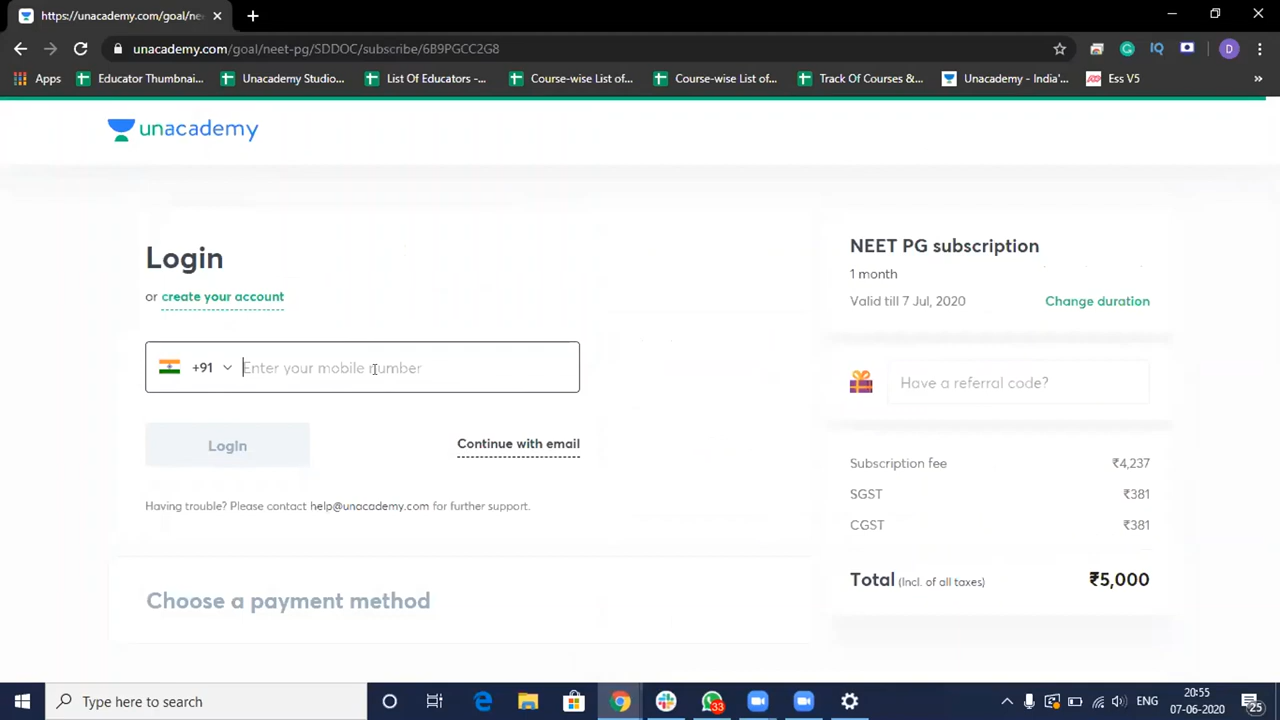 https://unacademy.com/goal/nee
unacademy.com/goal/neet-pg/SDDOC/subscribe/6B9PGCC2G8
D
Apps
Educator Thumbnai...
Unacademy Studio...
List Of Educators -...
Course-wise List of...
Course-wise List of...
Track Of Courses &...
Unacademy - India'...
Ess V5
unacademy
Login
or create your account
+91
Enter your mobile number
Login
Continue with email
Having trouble? Please contact help@unacademy.com for further support.
Choose a payment method
NEET PG subscription
1 month
Valid till 7 Jul, 2020
Change duration
Have a referral code?
Subscription fee ₹4,237
SGST ₹381
CGST ₹381
Total (Incl. of all taxes) ₹5,000
Type here to search
33
ENG
20:55
07-06-2020
25